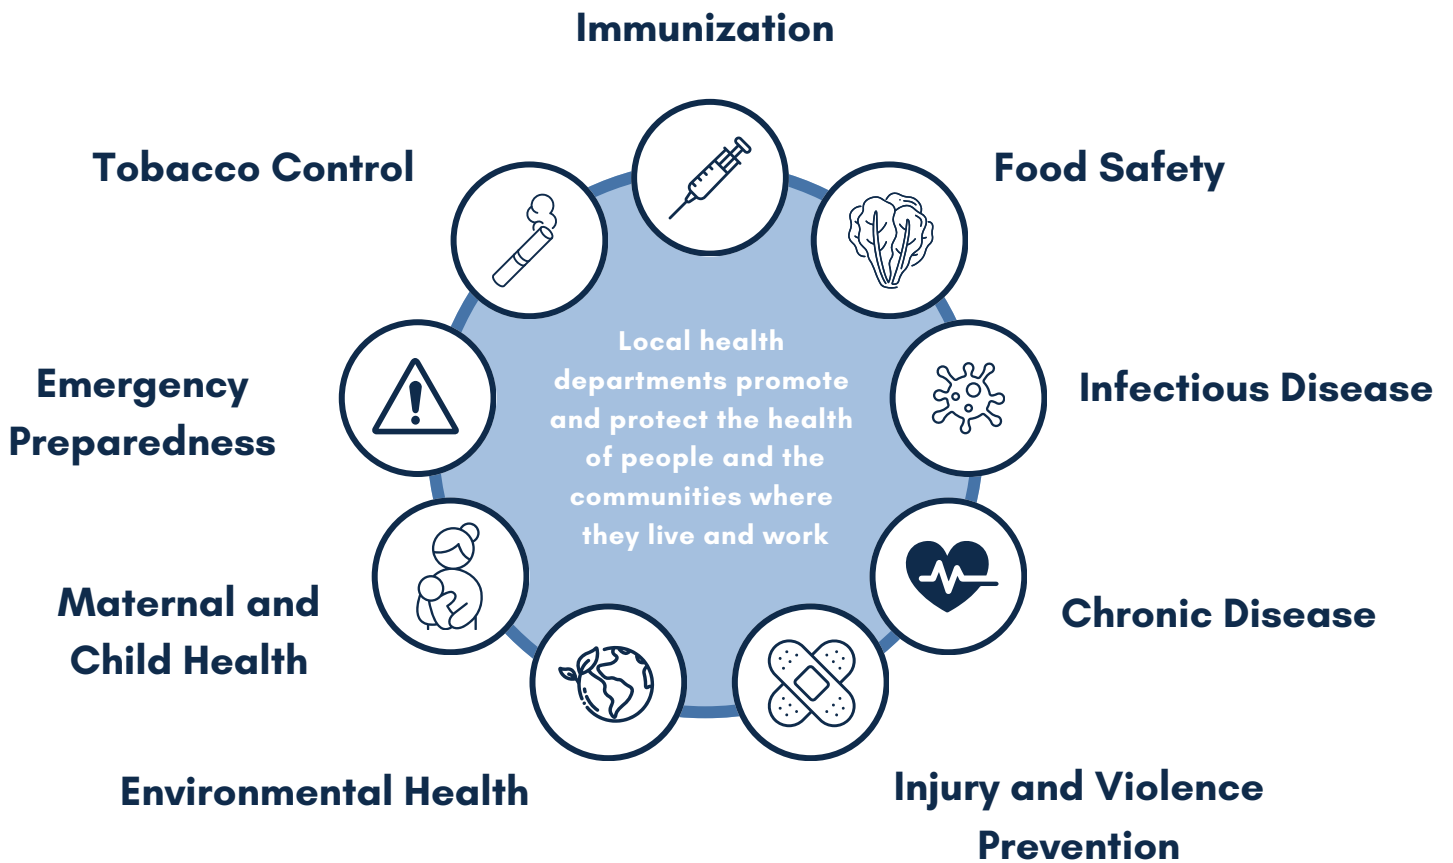 Immunization
Tobacco Control
Food Safety
Local health
departments promote
and protect the health
of people and the
communities where
they live and work
Emergency
Preparedness
Infectious Disease
Maternal and
Child Health
Chronic Disease
Environmental Health
Injury and Violence
Prevention